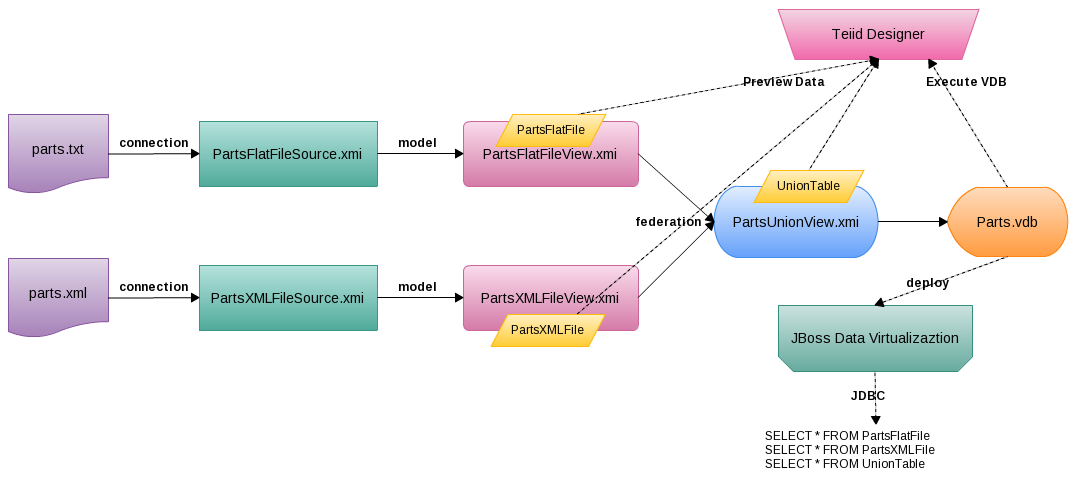 Teiid Designer
Preview Data
Execute VDB
parts.txt
connection
PartsFlatFileSource.xmi
model
PartsFlatFile
PartsFlatFileView.xmi
UnionTable
federation
PartsUnionView.xmi
Parts.vdb
parts.xml
connection
PartsXMLFileSource.xmi
model
PartsXMLFileView.xmi
PartsXMLFile
deploy
JBoss Data Virtualizaztion
JDBC
SELECT * FROM PartsFlatFile
SELECT * FROM PartsXMLFile
SELECT * FROM UnionTable